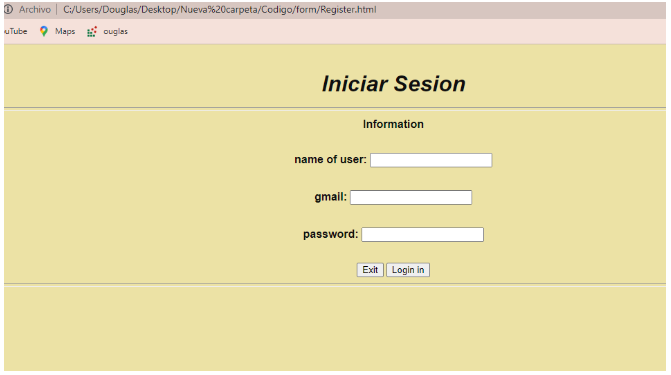 Archivo C:/Users/Douglas/Desktop/Nueva%20carpeta/Codigo/form/Register.html
ouTube Maps ouglas
Iniciar Sesion
Information
name of user:
gmail:
password:
Exit Login in